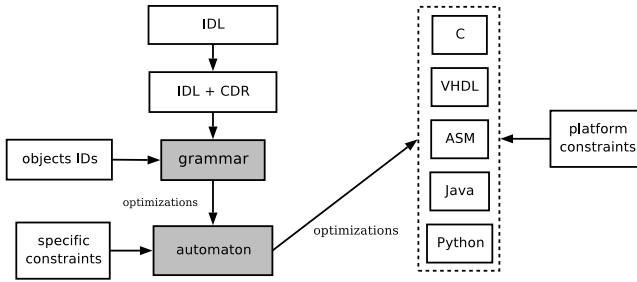 IDL
IDL + CDR
objects IDs
grammar
optimizations
specific
constraints
automaton
optimizations
C
VHDL
ASM
Java
Python
platform
constraints